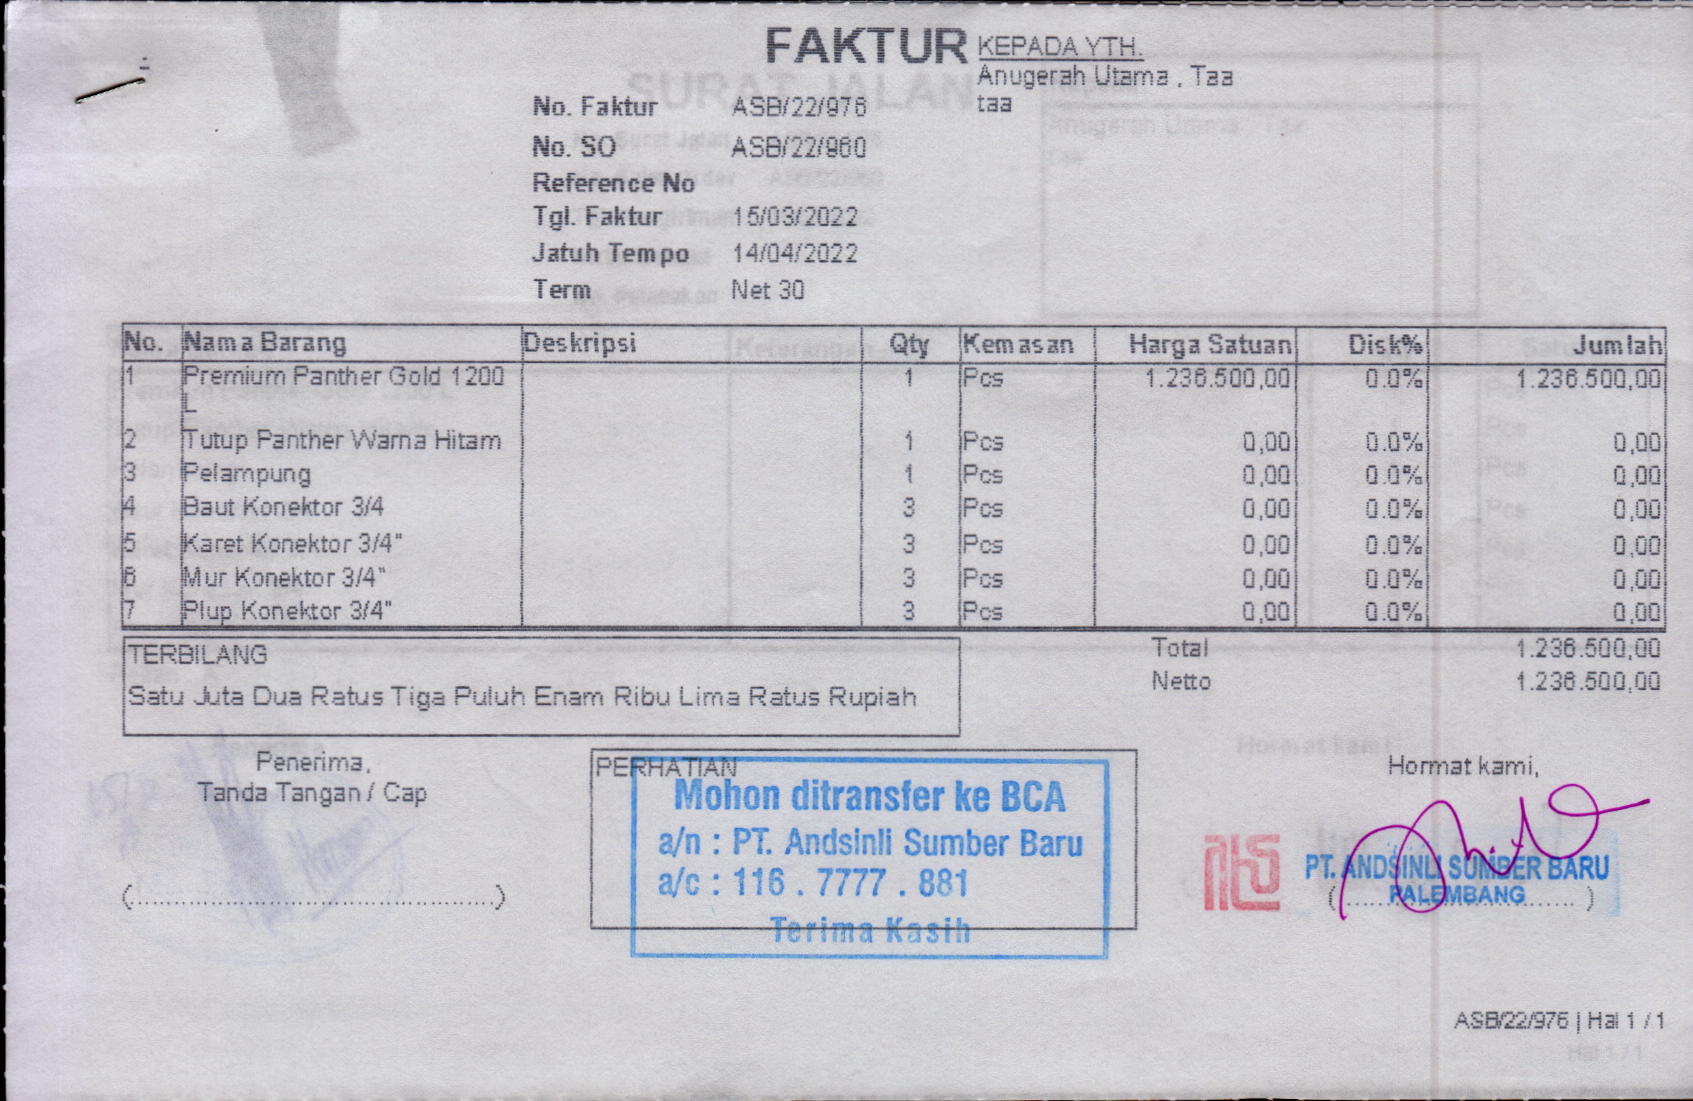 FAKTUR
KEPADA YTH.
Anugerah Utama , Taa
taa
No. Faktur ASB/22/976
No. SO ASB/22/960
Reference No
Tgl. Faktur 15/03/2022
Jatuh Tempo 14/04/2022
Term Net 30
No. Nama Barang Deskripsi Qty Kemasan Harga Satuan Disk% Jumlah
1 Premium Panther Gold 1200 1 Pcs 1.236.500,00 0.0% 1.236.500,00
L
2 Tutup Panther Warna Hitam 1 Pcs 0,00 0.0% 0,00
3 Pelampung 1 Pcs 0,00 0.0% 0,00
4 Baut Konektor 3/4 3 Pcs 0,00 0.0% 0,00
5 Karet Konektor 3/4" 3 Pcs 0,00 0.0% 0,00
6 Mur Konektor 3/4" 3 Pcs 0,00 0.0% 0,00
7 Plup Konektor 3/4" 3 Pcs 0,00 0.0% 0,00
TERBILANG
Satu Juta Dua Ratus Tiga Puluh Enam Ribu Lima Ratus Rupiah
Total 1.236.500,00
Netto 1.236.500,00
Penerima,
Tanda Tangan / Cap
(....................................................)
PERHATIAN
Mohon ditransfer ke BCA
a/n : PT. Andsinli Sumber Baru
a/c : 116 . 7777 . 881
Terima Kasih
Hormat kami,
PT. ANDSINLI SUMBER BARU
PALEMBANG
ASB/22/976 | Hal 1 / 1